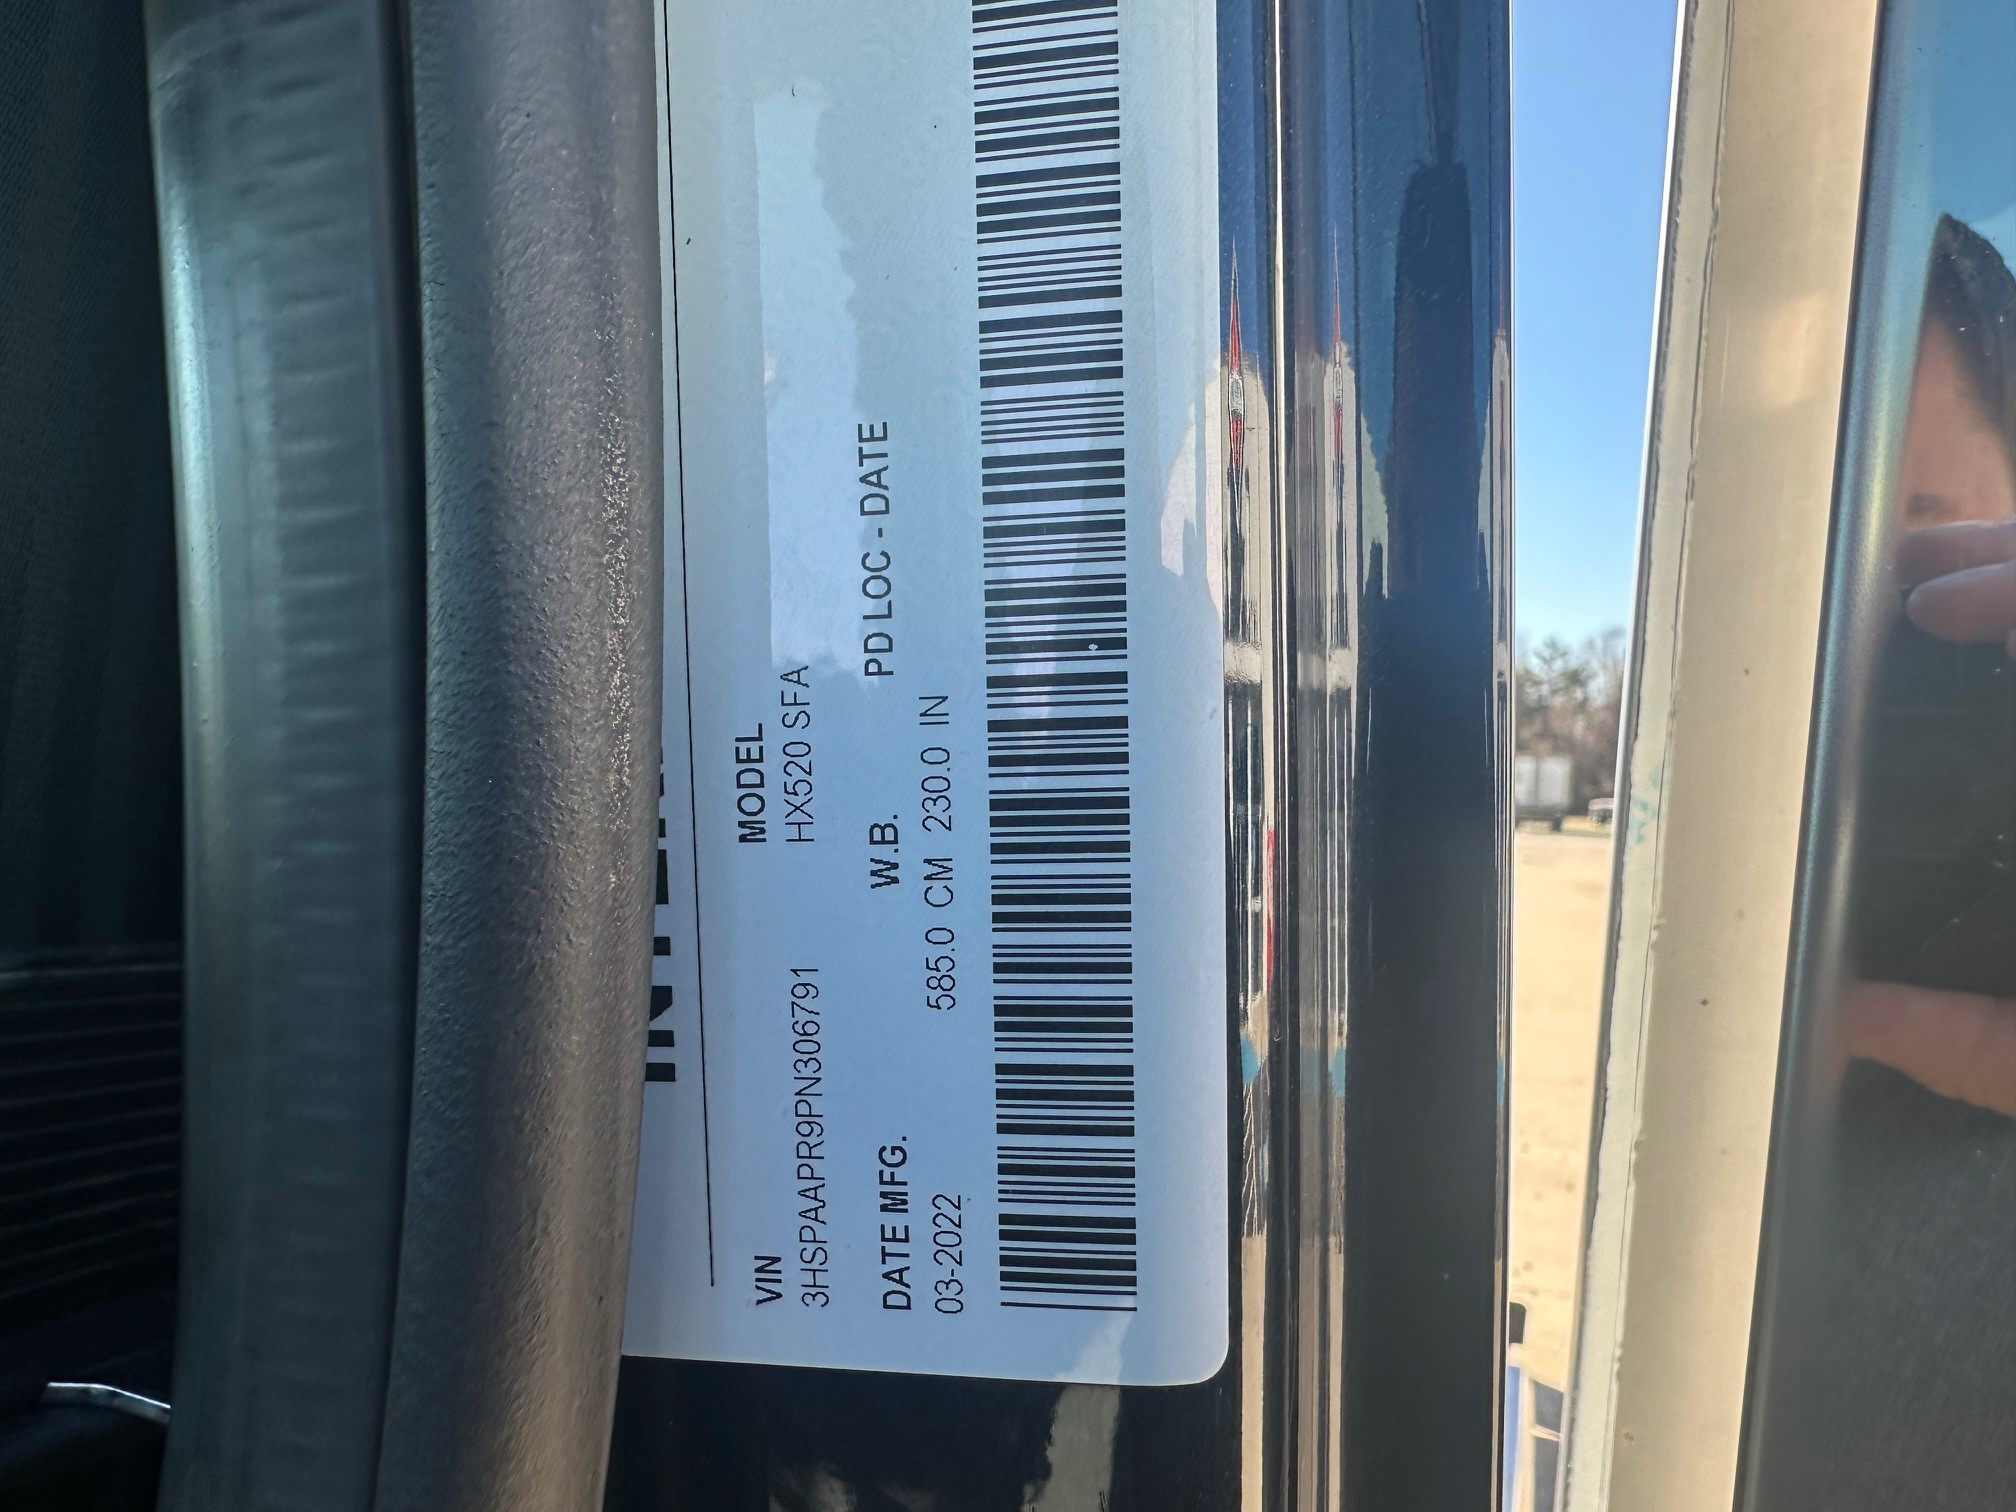 VIN
3HSPAAPR9PN306791
MODEL
HX520 SFA
DATE MFG.
03-2022
W.B.
585.0 CM 230.0 IN
PD LOC - DATE